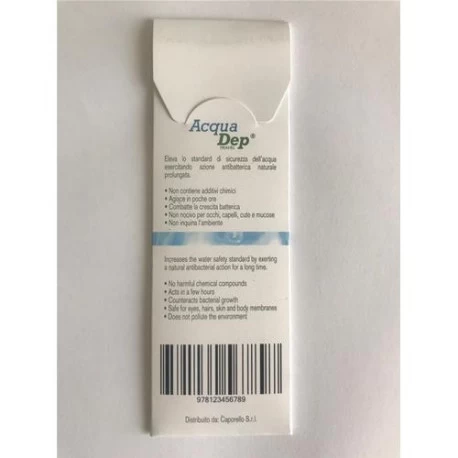 Acqua
Dep®
Eleva lo standard di sicurezza dell'acqua
esercitando azione antibatterica naturale
prolungata.
• Non contiene additivi chimici
• Agisce in poche ore
• Combatte la crescita batterica
• Non nocivo per occhi, capelli, cute e mucose
• Non inquina l'ambiente
Increases the water safety standard by exerting
a natural antibacterial action for a long time.
• No harmful chemical compounds
• Acts in a few hours
• Counteracts bacterial growth
• Safe for eyes, hairs, skin and body membranes
• Does not pollute the environment
978123456789
Distribuito da: Caporello S.r.l.